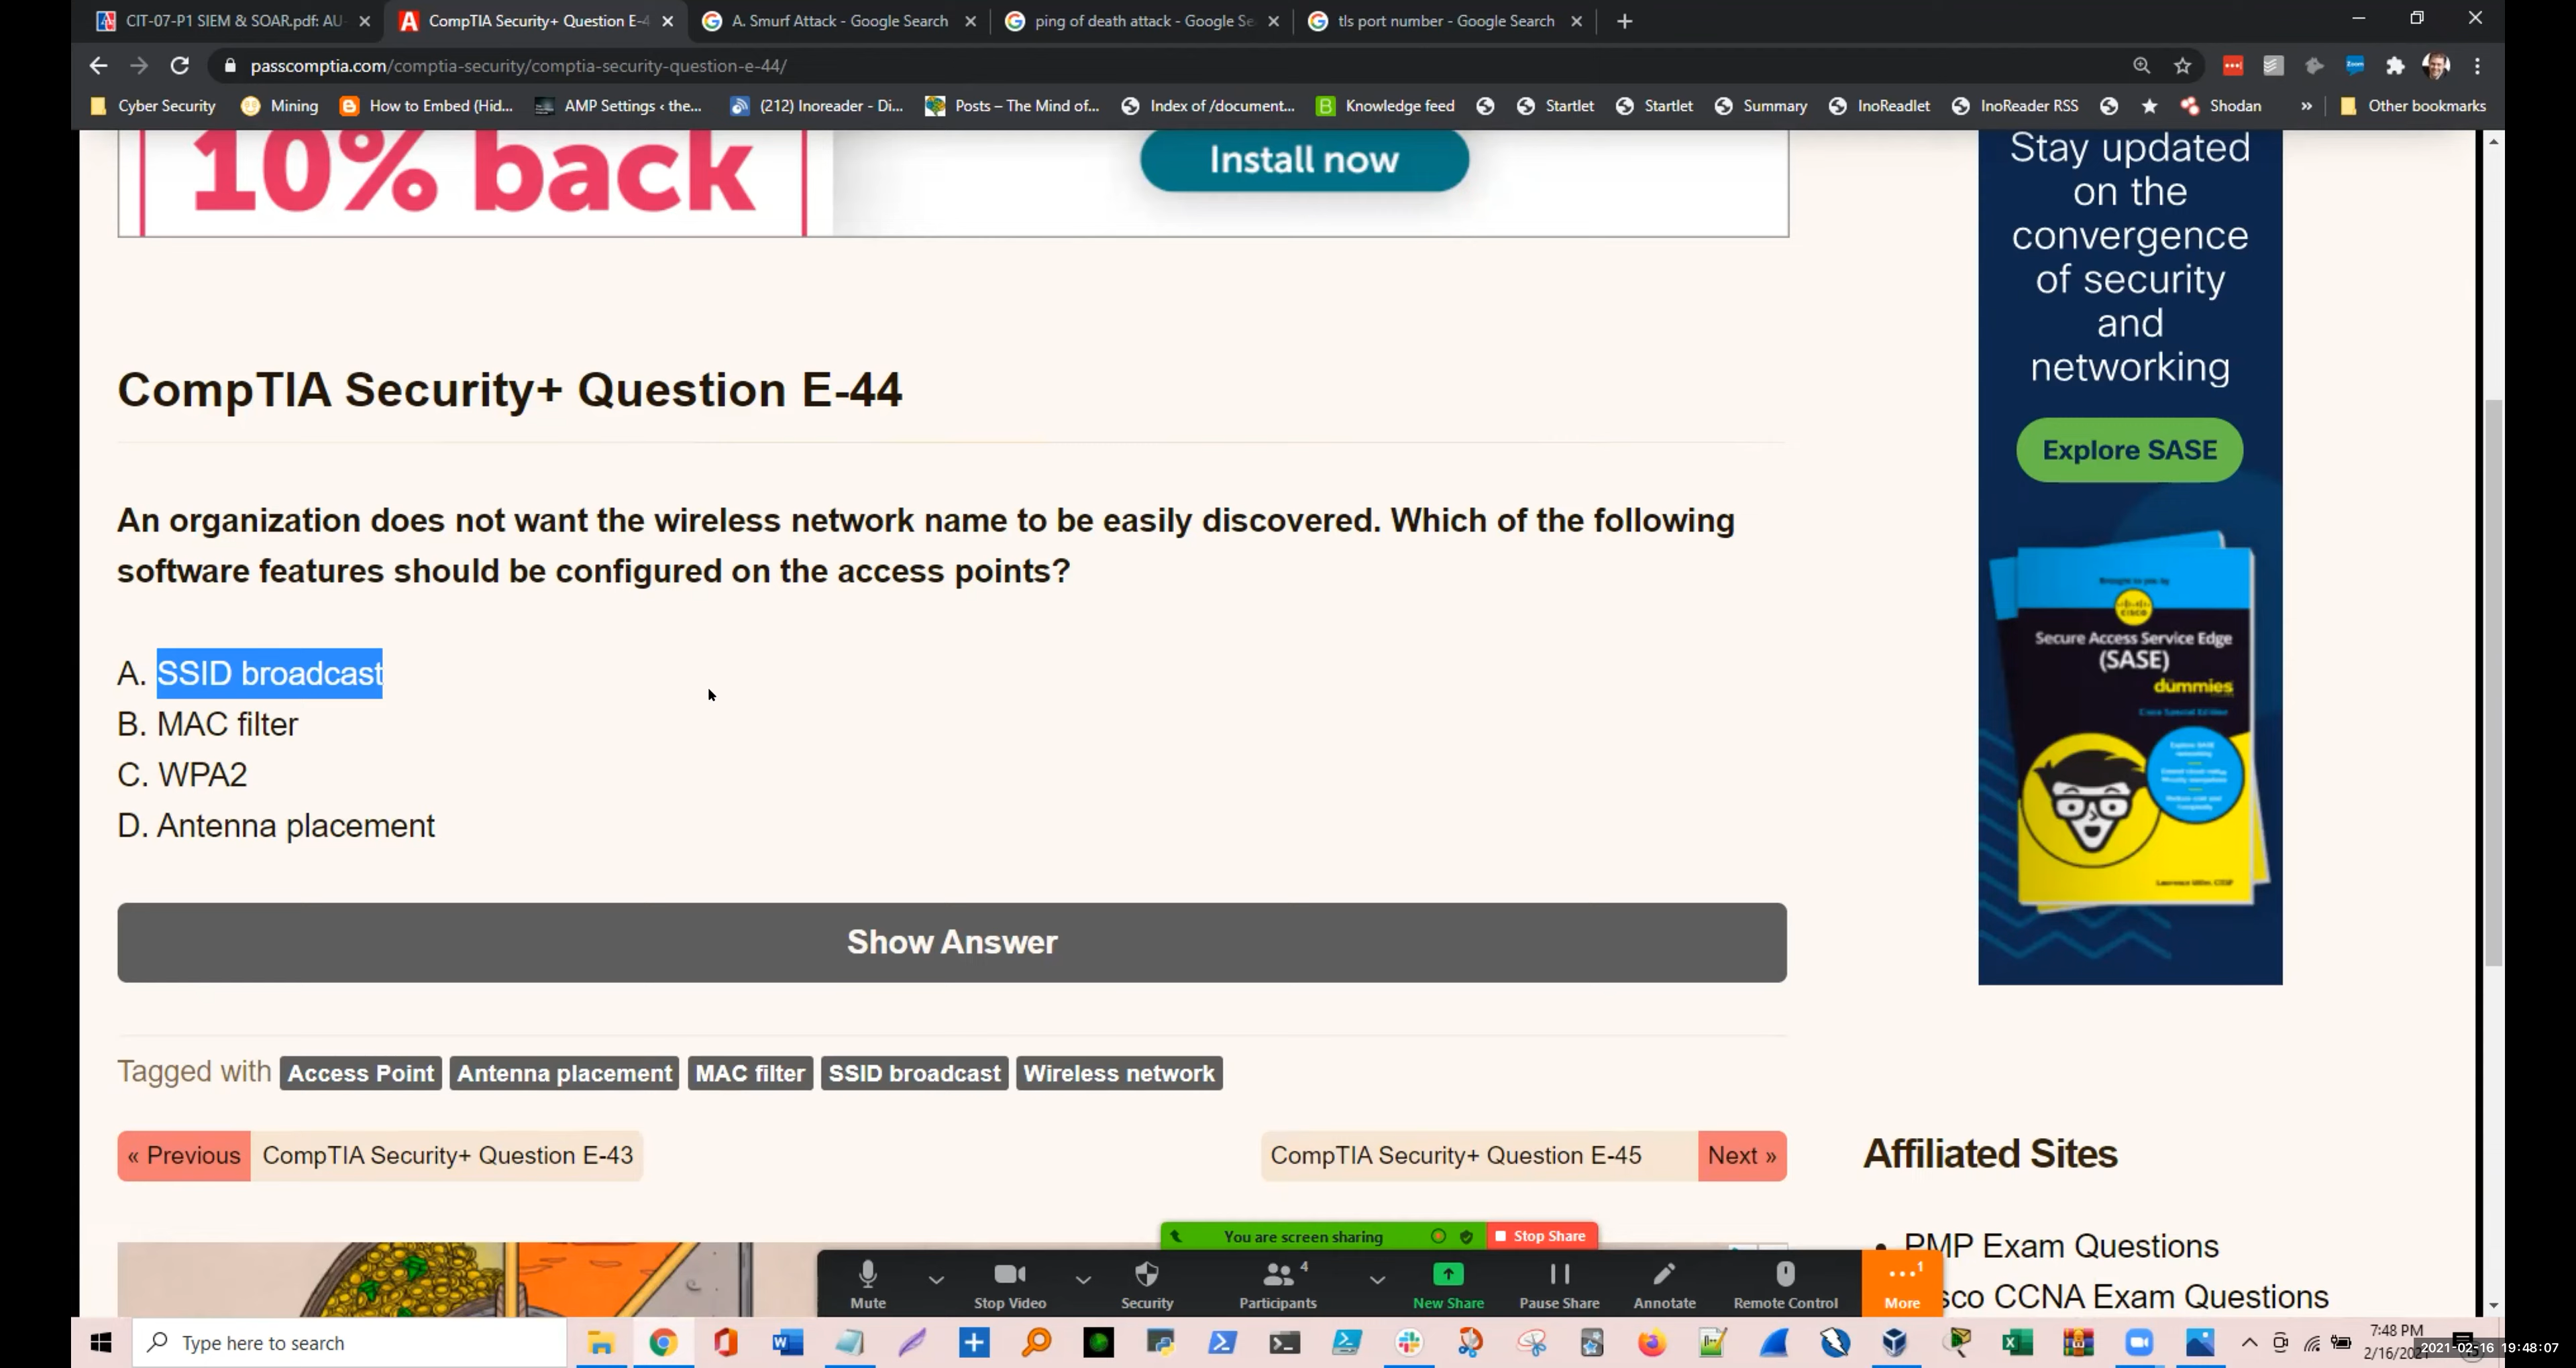 CIT-07-P1 SIEM & SOAR.pdf: AU
CompTIA Security+ Question E-4
A. Smurf Attack - Google Search
ping of death attack - Google Se
tls port number - Google Search
passcomptia.com/comptia-security/comptia-security-question-e-44/
Cyber Security
Mining
How to Embed (Hid...
AMP Settings ‹ the...
(212) Inoreader - Di...
Posts – The Mind of...
Index of /document...
Knowledge feed
Startlet
Startlet
Summary
InoReadlet
InoReader RSS
Shodan
»
Other bookmarks
10% back
Install now
Stay updated
on the
convergence
of security
and
networking
Explore SASE
Secure Access Service Edge
(SASE)
dummies
CompTIA Security+ Question E-44
An organization does not want the wireless network name to be easily discovered. Which of the following
software features should be configured on the access points?
A. SSID broadcast
B. MAC filter
C. WPA2
D. Antenna placement
Show Answer
Tagged with Access Point Antenna placement MAC filter SSID broadcast Wireless network
« Previous CompTIA Security+ Question E-43
CompTIA Security+ Question E-45 Next »
Affiliated Sites
PMP Exam Questions
sco CCNA Exam Questions
You are screen sharing
Stop Share
Mute
Stop Video
Security
4
Participants
New Share
Pause Share
Annotate
Remote Control
1
More
Type here to search
7:48 PM
2/16/202
2021-02-16 19:48:07